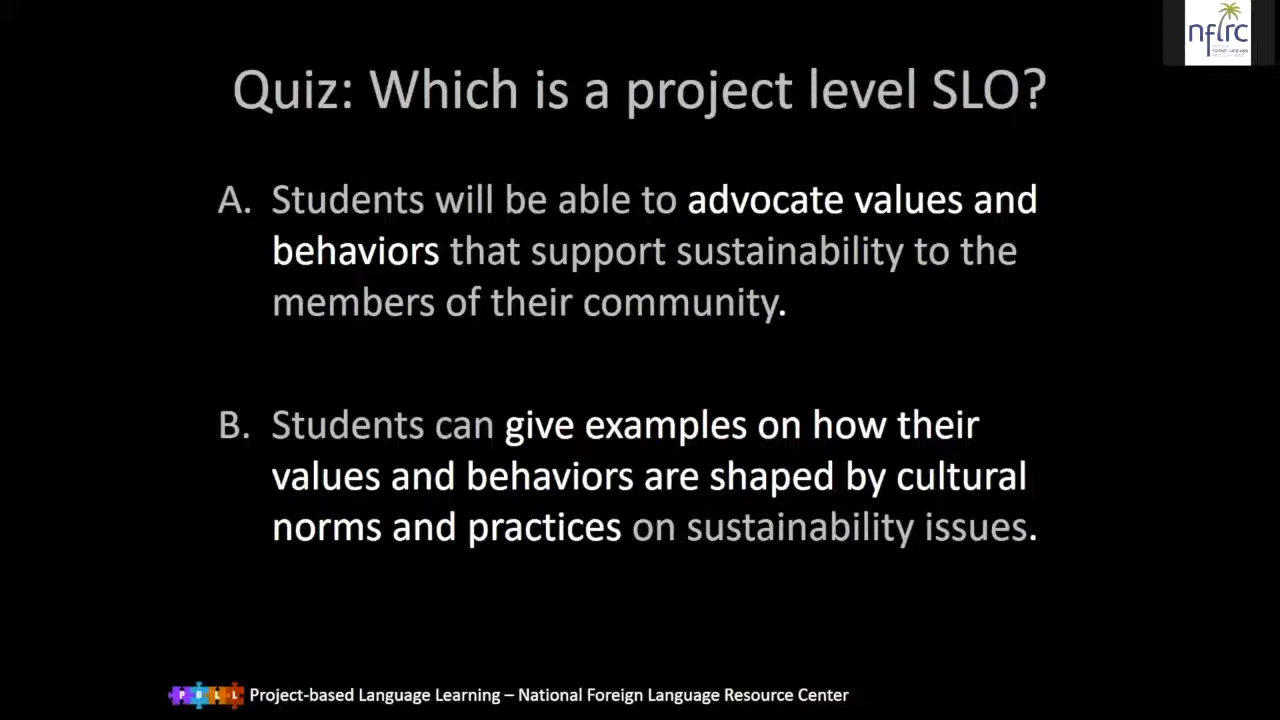 nflrc
Quiz: Which is a project level SLO?
A. Students will be able to advocate values and
behaviors that support sustainability to the
members of their community.
B. Students can give examples on how their
values and behaviors are shaped by cultural
norms and practices on sustainability issues.
P B L L Project-based Language Learning – National Foreign Language Resource Center